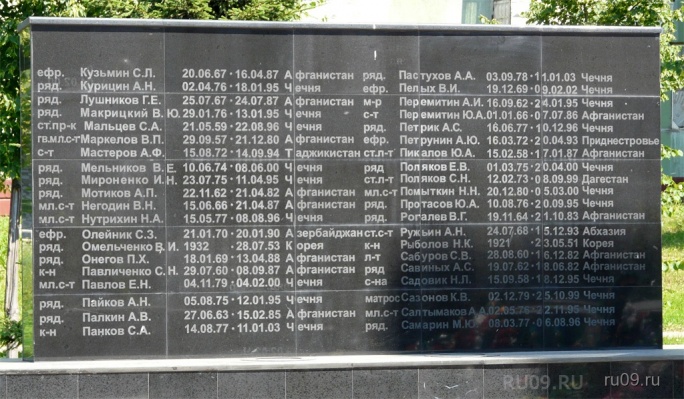 ефр. Кузьмин С.Л. 20.06.67 · 16.04.87 Афганистан
ряд. Курицин А.Н. 02.04.76 · 18.01.95 Чечня
ряд. Лушников Г.Е. 25.07.67 · 24.07.87 Афганистан
ряд. Макрицкий В.Ю. 29.01.76 · 13.01.95 Чечня
ст.пр-к Мальцев С.А. 21.05.59 · 22.08.96 Чечня
гв.мл.с-т Маркелов В.П. 29.09.57 · 21.12.80 Афганистан
с-т Мастеров А.Ф. 15.08.72 · 14.09.94 Таджикистан
ряд. Мельников В.Е. 10.06.74 · 08.06.00 Чечня
ряд. Мироненко И.Н. 23.07.75 · 11.04.95 Чечня
ряд. Мотиков А.П. 22.11.62 · 21.04.82 Афганистан
мл.с-т Негодин В.Н. 15.06.66 · 21.04.87 Афганистан
мл.с-т Нутрихин Н.А. 15.05.77 · 08.08.96 Чечня
ефр. Олейник С.З. 21.01.70 · 20.01.90 Азербайджан
ряд. Омельченко В.И. 1932 · 28.07.53 Корея
ряд. Онегов П.Х. 18.01.69 · 13.04.88 Афганистан
к-н Павличенко С.Н. 29.07.60 · 08.09.87 Афганистан
мл.с-т Павлов Е.Н. 04.11.79 · 04.02.00 Чечня
ряд. Пайков А.Н. 05.08.75 · 12.01.95 Чечня
ряд. Палкин А.В. 27.06.63 · 15.02.85 Афганистан
к-н Панков С.А. 14.08.77 · 11.01.03 Чечня
ряд. Пастухов А.А. 03.09.78 · 11.01.03 Чечня
ефр. Пелых В.И. 19.12.69 · 09.02.02 Чечня
м-р Перемитин А.И. 16.09.62 · 24.01.95 Чечня
с-т Перемитин Ю.А. 01.01.66 · 07.07.86 Афганистан
ряд. Петрик А.С. 16.06.77 · 10.12.96 Чечня
ефр. Петрунин А.Ю. 16.03.72 · 20.04.93 Приднестровье
ст.л-т Пикалов Ю.А. 15.02.58 · 17.01.87 Афганистан
ряд. Поляков Е.В. 01.03.75 · 20.04.00 Чечня
ст.л-т Поляков С.Н. 12.02.73 · 08.09.99 Дагестан
мл.с-т Помыткин Н.Н. 20.12.80 · 05.03.00 Чечня
ряд. Протасов Ю.А. 10.08.76 · 20.09.95 Чечня
ряд. Рогалев В.Г. 19.11.64 · 21.10.83 Афганистан
ст.с-т Ружьин А.Н. 24.07.68 · 15.12.93 Абхазия
к-н Рыболов Н.К. 1921 · 23.05.51 Корея
л-т Сабуров С.В. 28.08.60 · 16.12.82 Афганистан
ряд Савиных А.С. 19.07.62 · 18.06.82 Афганистан
с-на Садовик Н.П. 15.09.58 · 18.12.95 Чечня
матрос Сазонов К.В. 02.12.79 · 25.10.99 Чечня
мл.с-т Салтымаков А.А. 02.05.76 · 22.11.95 Чечня
ряд. Самарин М.Ю. 08.03.77 · 06.08.96 Чечня
RU09.RU ru09.ru